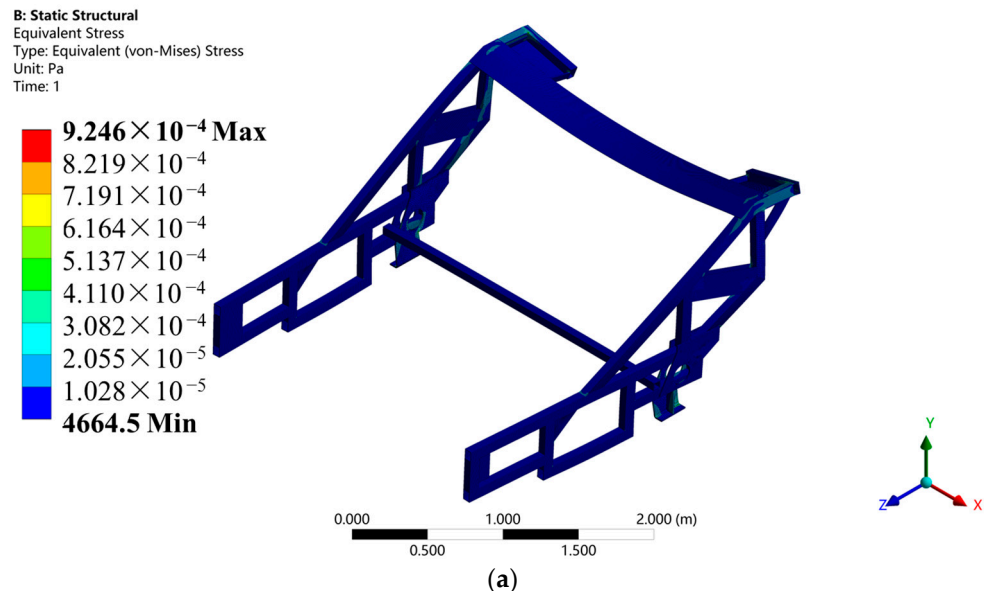 B: Static Structural
Equivalent Stress
Type: Equivalent (von-Mises) Stress
Unit: Pa
Time: 1
9.246×10⁻⁴ Max
8.219×10⁻⁴
7.191×10⁻⁴
6.164×10⁻⁴
5.137×10⁻⁴
4.110×10⁻⁴
3.082×10⁻⁴
2.055×10⁻⁵
1.028×10⁻⁵
4664.5 Min
Y
Z X
0.000 1.000 2.000 (m)
0.500 1.500
(a)